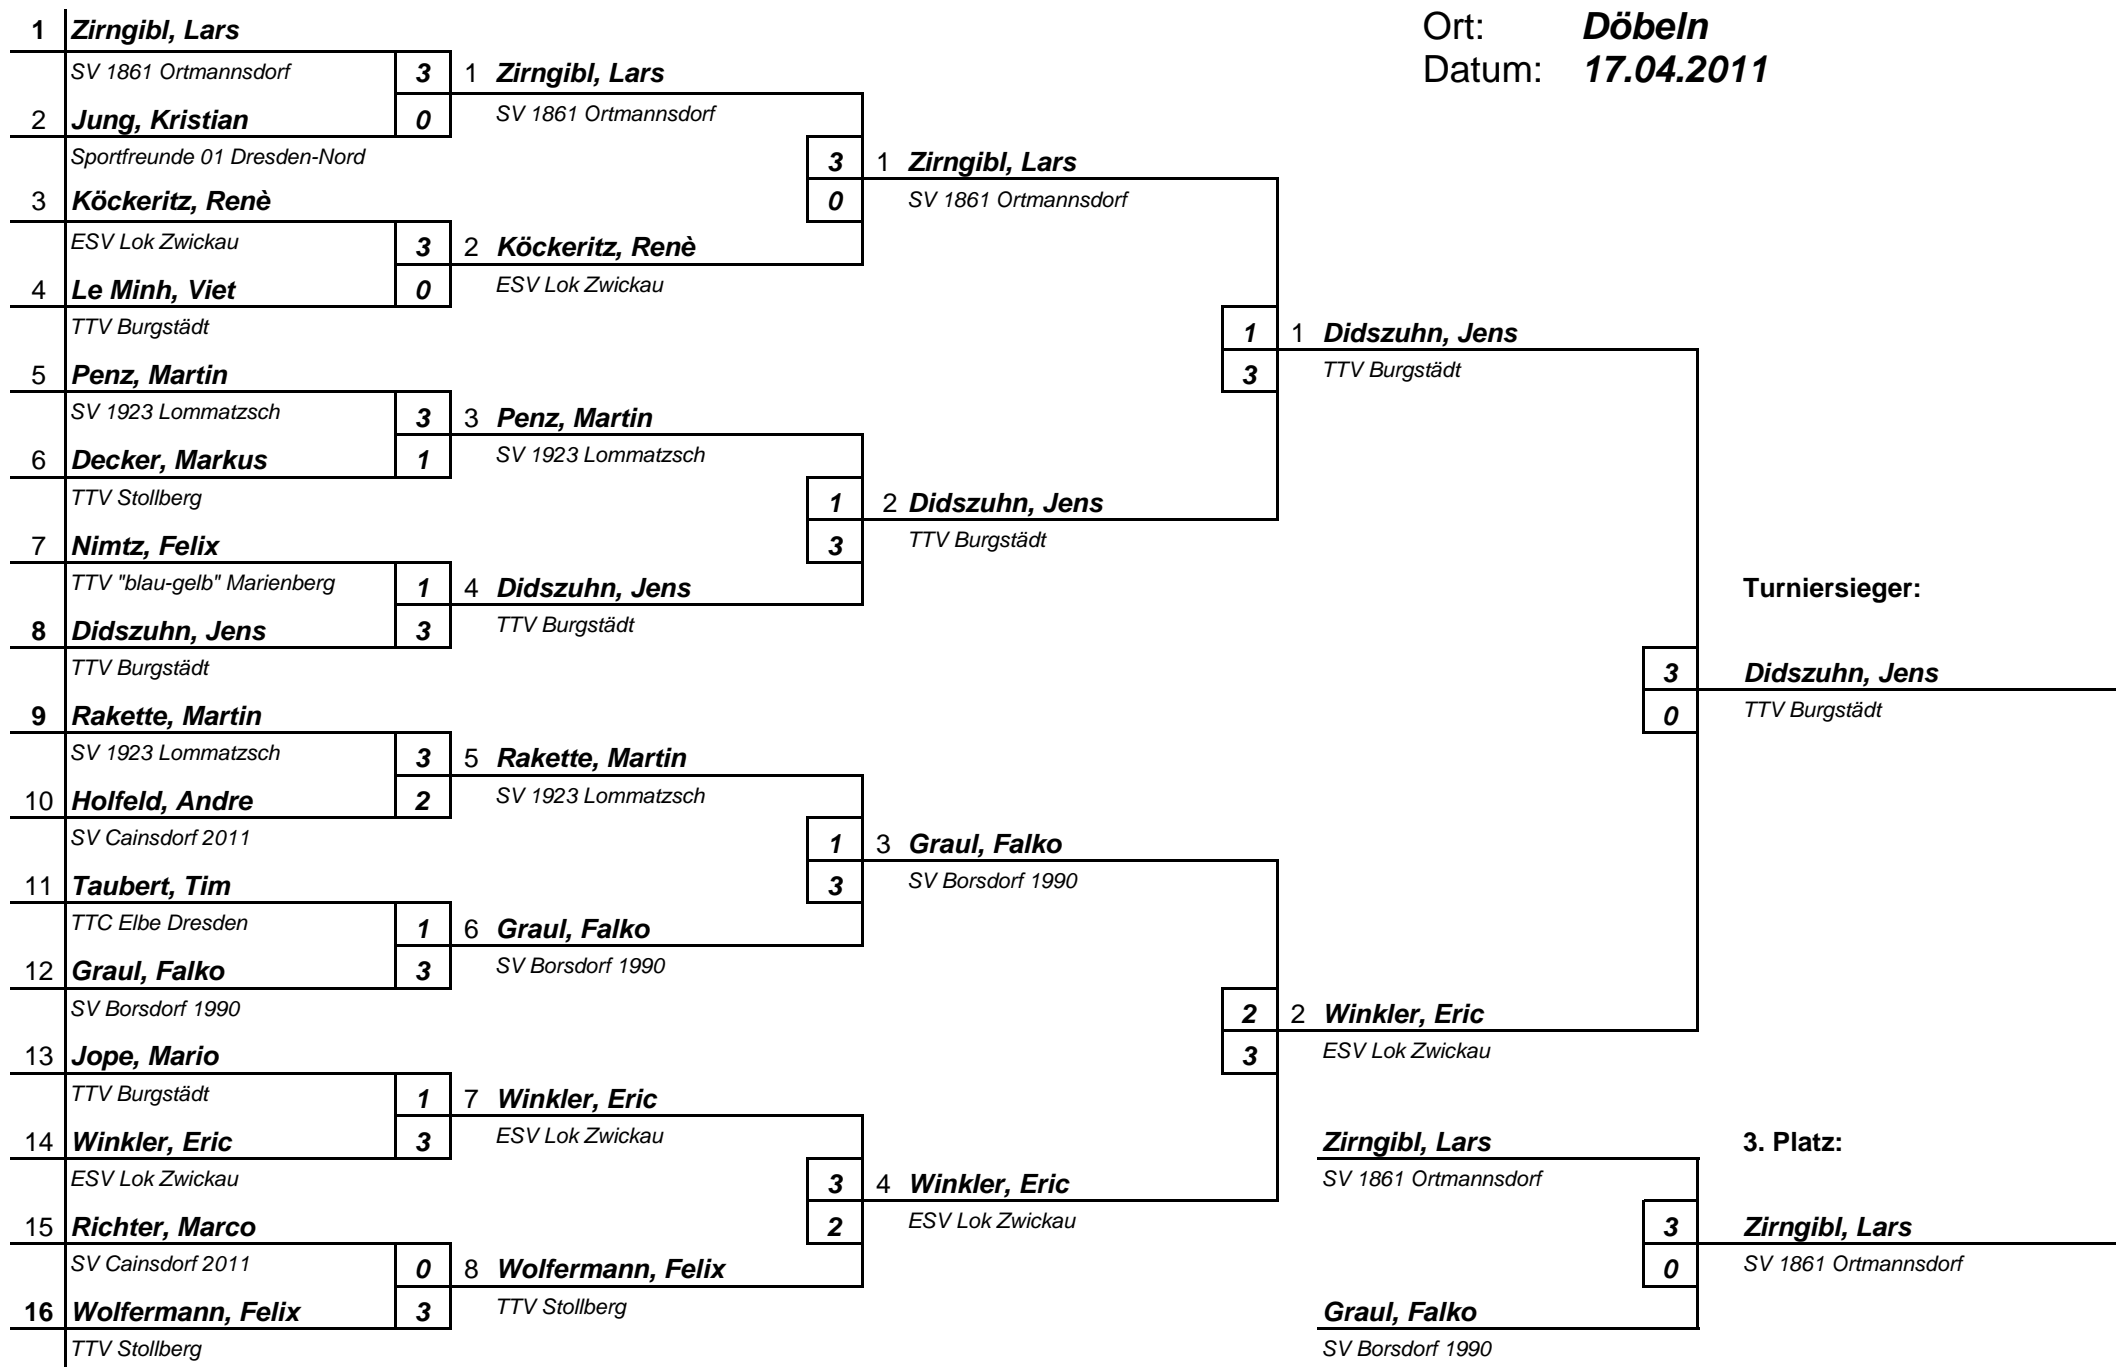 Ort: Döbeln
Datum: 17.04.2011
1 Zirngibl, Lars
SV 1861 Ortmannsdorf 3 1 Zirngibl, Lars
2 Jung, Kristian 0 SV 1861 Ortmannsdorf
Sportfreunde 01 Dresden-Nord 3 1 Zirngibl, Lars
3 Köckeritz, Renè 0 SV 1861 Ortmannsdorf
ESV Lok Zwickau 3 2 Köckeritz, Renè
4 Le Minh, Viet 0 ESV Lok Zwickau
TTV Burgstädt 1 1 Didszuhn, Jens
5 Penz, Martin 3 TTV Burgstädt
SV 1923 Lommatzsch 3 3 Penz, Martin
6 Decker, Markus 1 SV 1923 Lommatzsch
TTV Stollberg 1 2 Didszuhn, Jens
7 Nimtz, Felix 3 TTV Burgstädt
TTV "blau-gelb" Marienberg 1 4 Didszuhn, Jens Turniersieger:
8 Didszuhn, Jens 3 TTV Burgstädt
TTV Burgstädt 3 Didszuhn, Jens
9 Rakette, Martin 0 TTV Burgstädt
SV 1923 Lommatzsch 3 5 Rakette, Martin
10 Holfeld, Andre 2 SV 1923 Lommatzsch
SV Cainsdorf 2011 1 3 Graul, Falko
11 Taubert, Tim 3 SV Borsdorf 1990
TTC Elbe Dresden 1 6 Graul, Falko
12 Graul, Falko 3 SV Borsdorf 1990
SV Borsdorf 1990 2 2 Winkler, Eric
13 Jope, Mario 3 ESV Lok Zwickau
TTV Burgstädt 1 7 Winkler, Eric
14 Winkler, Eric 3 ESV Lok Zwickau Zirngibl, Lars 3. Platz:
ESV Lok Zwickau 3 4 Winkler, Eric SV 1861 Ortmannsdorf
15 Richter, Marco 2 ESV Lok Zwickau 3 Zirngibl, Lars
SV Cainsdorf 2011 0 8 Wolfermann, Felix 0 SV 1861 Ortmannsdorf
16 Wolfermann, Felix 3 TTV Stollberg Graul, Falko
TTV Stollberg SV Borsdorf 1990